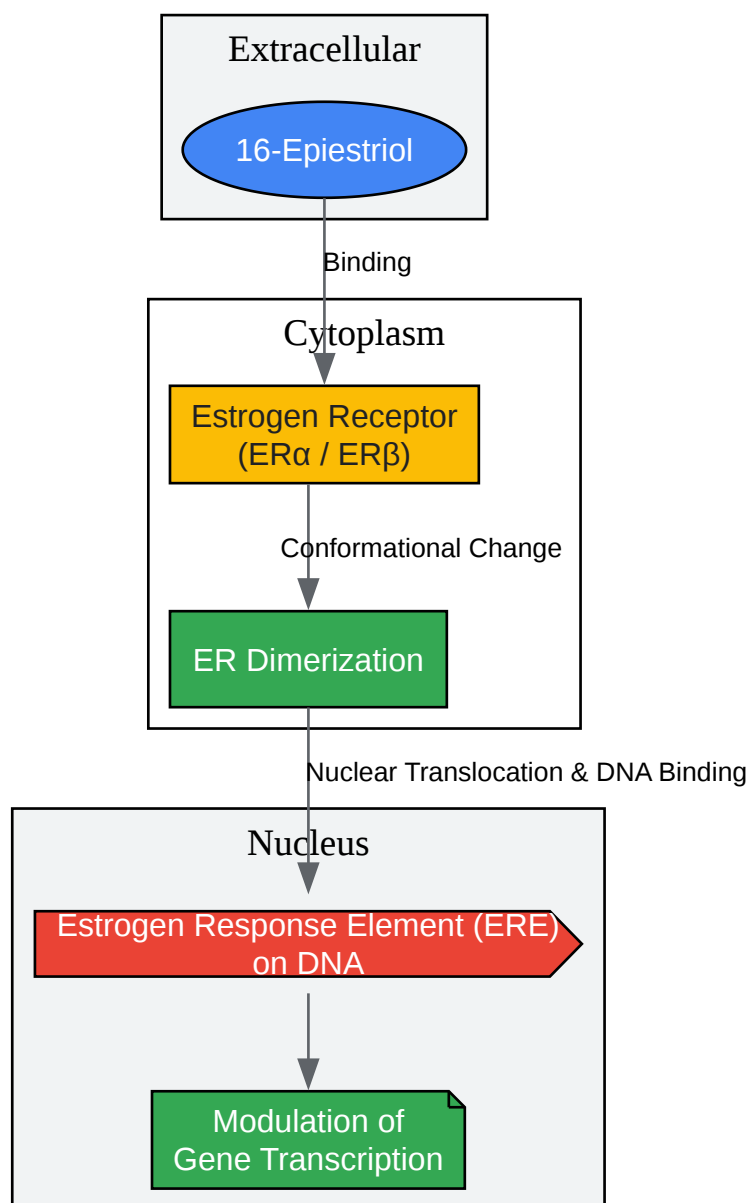 Extracellular
16-Epiestriol
Binding
Cytoplasm
Estrogen Receptor
(ERα / ERβ)
Conformational Change
ER Dimerization
Nuclear Translocation & DNA Binding
Nucleus
Estrogen Response Element (ERE)
on DNA
Modulation of
Gene Transcription